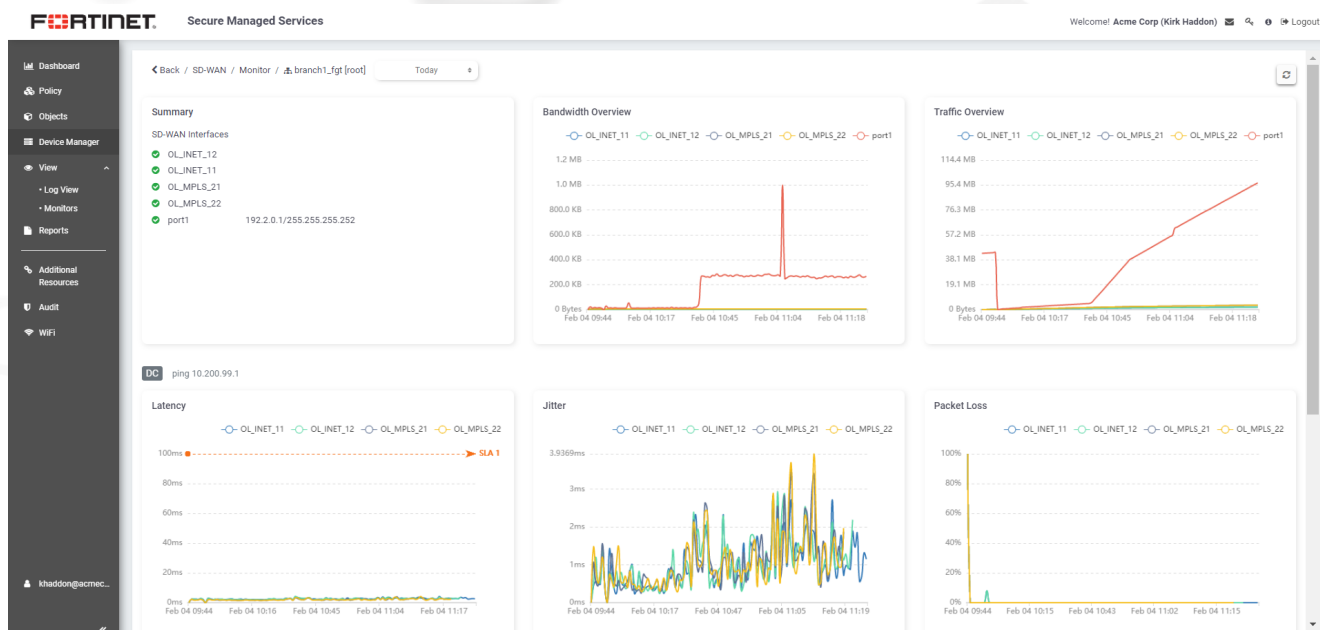 FORTINET
Secure Managed Services
Welcome! Acme Corp (Kirk Haddon)
Logout
Dashboard
Policy
Objects
Device Manager
View
• Log View
• Monitors
Reports
Additional
Resources
Audit
WiFi
khaddon@acmec...
Back / SD-WAN / Monitor / branch1_fgt [root]
Today
Summary
SD-WAN Interfaces
OL_INET_12
OL_INET_11
OL_MPLS_21
OL_MPLS_22
port1 192.2.0.1/255.255.255.252
Bandwidth Overview
OL_INET_11 OL_INET_12 OL_MPLS_21 OL_MPLS_22 port1
1.2 MB
1.0 MB
800.0 KB
600.0 KB
400.0 KB
200.0 KB
0 Bytes
Feb 04 09:44 Feb 04 10:17 Feb 04 10:45 Feb 04 11:04 Feb 04 11:18
Traffic Overview
OL_INET_11 OL_INET_12 OL_MPLS_21 OL_MPLS_22 port1
114.4 MB
95.4 MB
76.3 MB
57.2 MB
38.1 MB
19.1 MB
0 Bytes
Feb 04 09:44 Feb 04 10:17 Feb 04 10:45 Feb 04 11:04 Feb 04 11:18
DC ping 10.200.99.1
Latency
OL_INET_11 OL_INET_12 OL_MPLS_21 OL_MPLS_22
100ms
SLA 1
80ms
60ms
40ms
20ms
0ms
Feb 04 09:44 Feb 04 10:16 Feb 04 10:45 Feb 04 11:04 Feb 04 11:17
Jitter
OL_INET_11 OL_INET_12 OL_MPLS_21 OL_MPLS_22
3.9369ms
3ms
2ms
1ms
0ms
Feb 04 09:44 Feb 04 10:17 Feb 04 10:47 Feb 04 11:05 Feb 04 11:19
Packet Loss
OL_INET_11 OL_INET_12 OL_MPLS_21 OL_MPLS_22
100%
80%
60%
40%
20%
0%
Feb 04 09:44 Feb 04 10:15 Feb 04 10:43 Feb 04 11:02 Feb 04 11:15